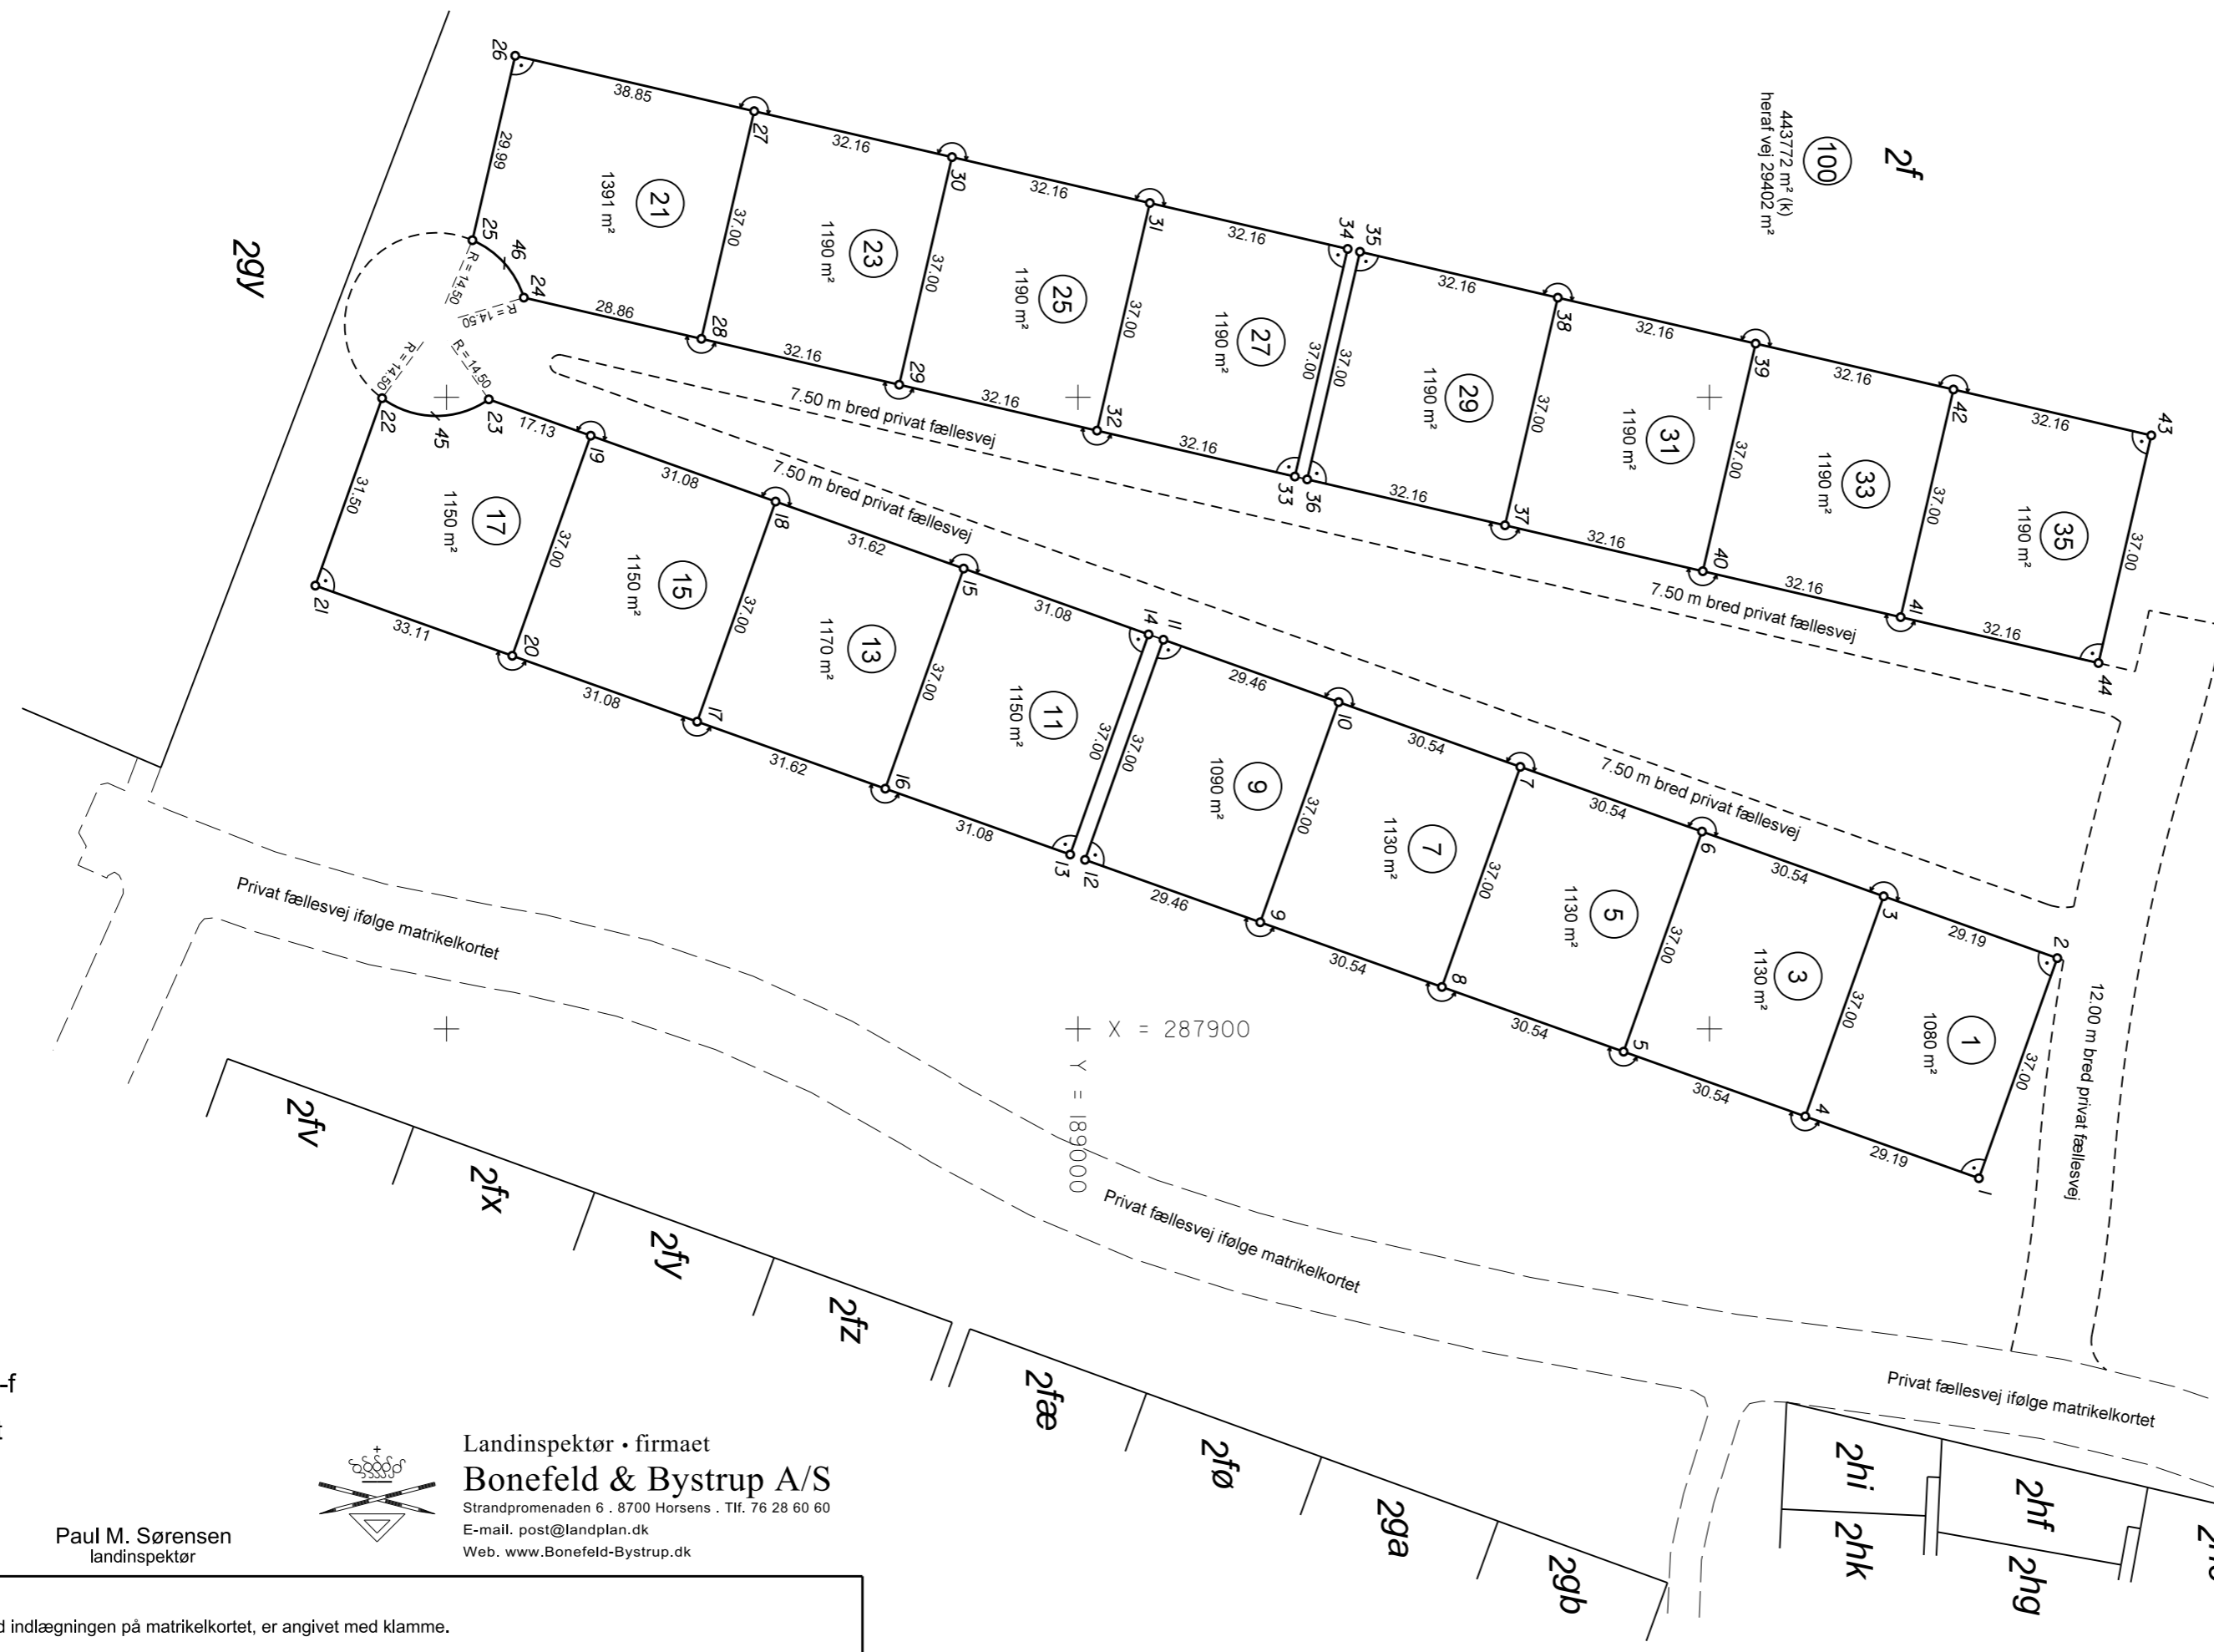 2f
100
443772 m² (k)
heraf vej 29402 m²
26
38.85
27
32.16
30
32.16
31
32.16
34
35
32.16
38
32.16
39
32.16
42
32.16
43
29.99
21
1391 m²
37.00
23
1190 m²
37.00
25
1190 m²
37.00
27
1190 m²
37.00
37.00
29
1190 m²
37.00
31
1190 m²
37.00
33
1190 m²
37.00
35
1190 m²
37.00
25
46
24
R = 14.50
R = 14.50
28.86
28
32.16
29
32.16
32
32.16
33
36
32.16
37
32.16
40
32.16
41
32.16
44
2gy
7.50 m bred privat fællesvej
7.50 m bred privat fællesvej
7.50 m bred privat fællesvej
7.50 m bred privat fællesvej
12.00 m bred privat fællesvej
R = 14.50
R = 14.50
22
45
23
17.13
19
31.08
18
31.62
15
31.08
14
11
29.46
10
30.54
7
30.54
6
30.54
3
29.19
2
31.50
17
1150 m²
37.00
15
1150 m²
37.00
13
1170 m²
37.00
11
1150 m²
37.00
37.00
9
1090 m²
37.00
7
1130 m²
37.00
5
1130 m²
37.00
3
1130 m²
37.00
1
1080 m²
37.00
21
33.11
20
31.08
17
31.62
16
31.08
13
12
29.46
9
30.54
8
30.54
5
30.54
4
29.19
1
Privat fællesvej ifølge matrikelkortet
X = 287900
Y = 189000
Privat fællesvej ifølge matrikelkortet
Privat fællesvej ifølge matrikelkortet
2fv
2fx
2fy
2fz
2fæ
2fø
2ga
2gb
2hi
2hk
2hf
2hg
-f
Landinspektør • firmaet
Bonefeld & Bystrup A/S
Strandpromenaden 6 . 8700 Horsens . Tlf. 76 28 60 60
E-mail. post@landplan.dk
Web. www.Bonefeld-Bystrup.dk
Paul M. Sørensen
landinspektør
indlægningen på matrikelkortet, er angivet med klamme.